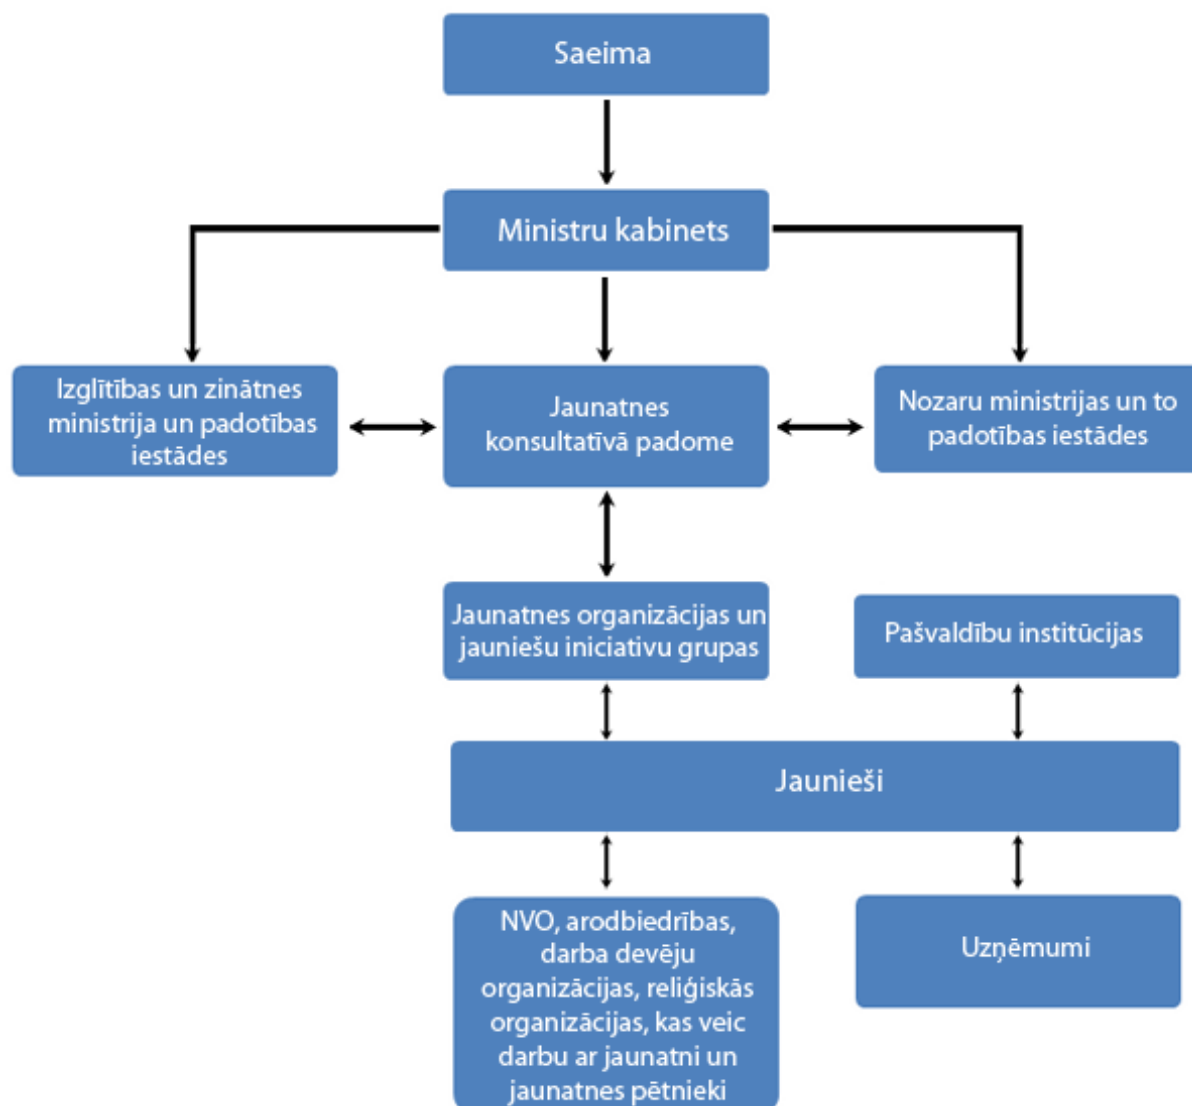 Saeima
Ministru kabinets
Izglītības un zinātnes
ministrija un padotības
iestādes
Jaunatnes
konsultatīvā padome
Nozaru ministrijas un to
padotības iestādes
Jaunatnes organizācijas un
jauniešu iniciativu grupas
Pašvaldību institūcijas
Jaunieši
NVO, arodbiedrības,
darba devēju
organizācijas, reliģiskās
organizācijas, kas veic
darbu ar jaunatni un
jaunatnes pētnieki
Uzņēmumi